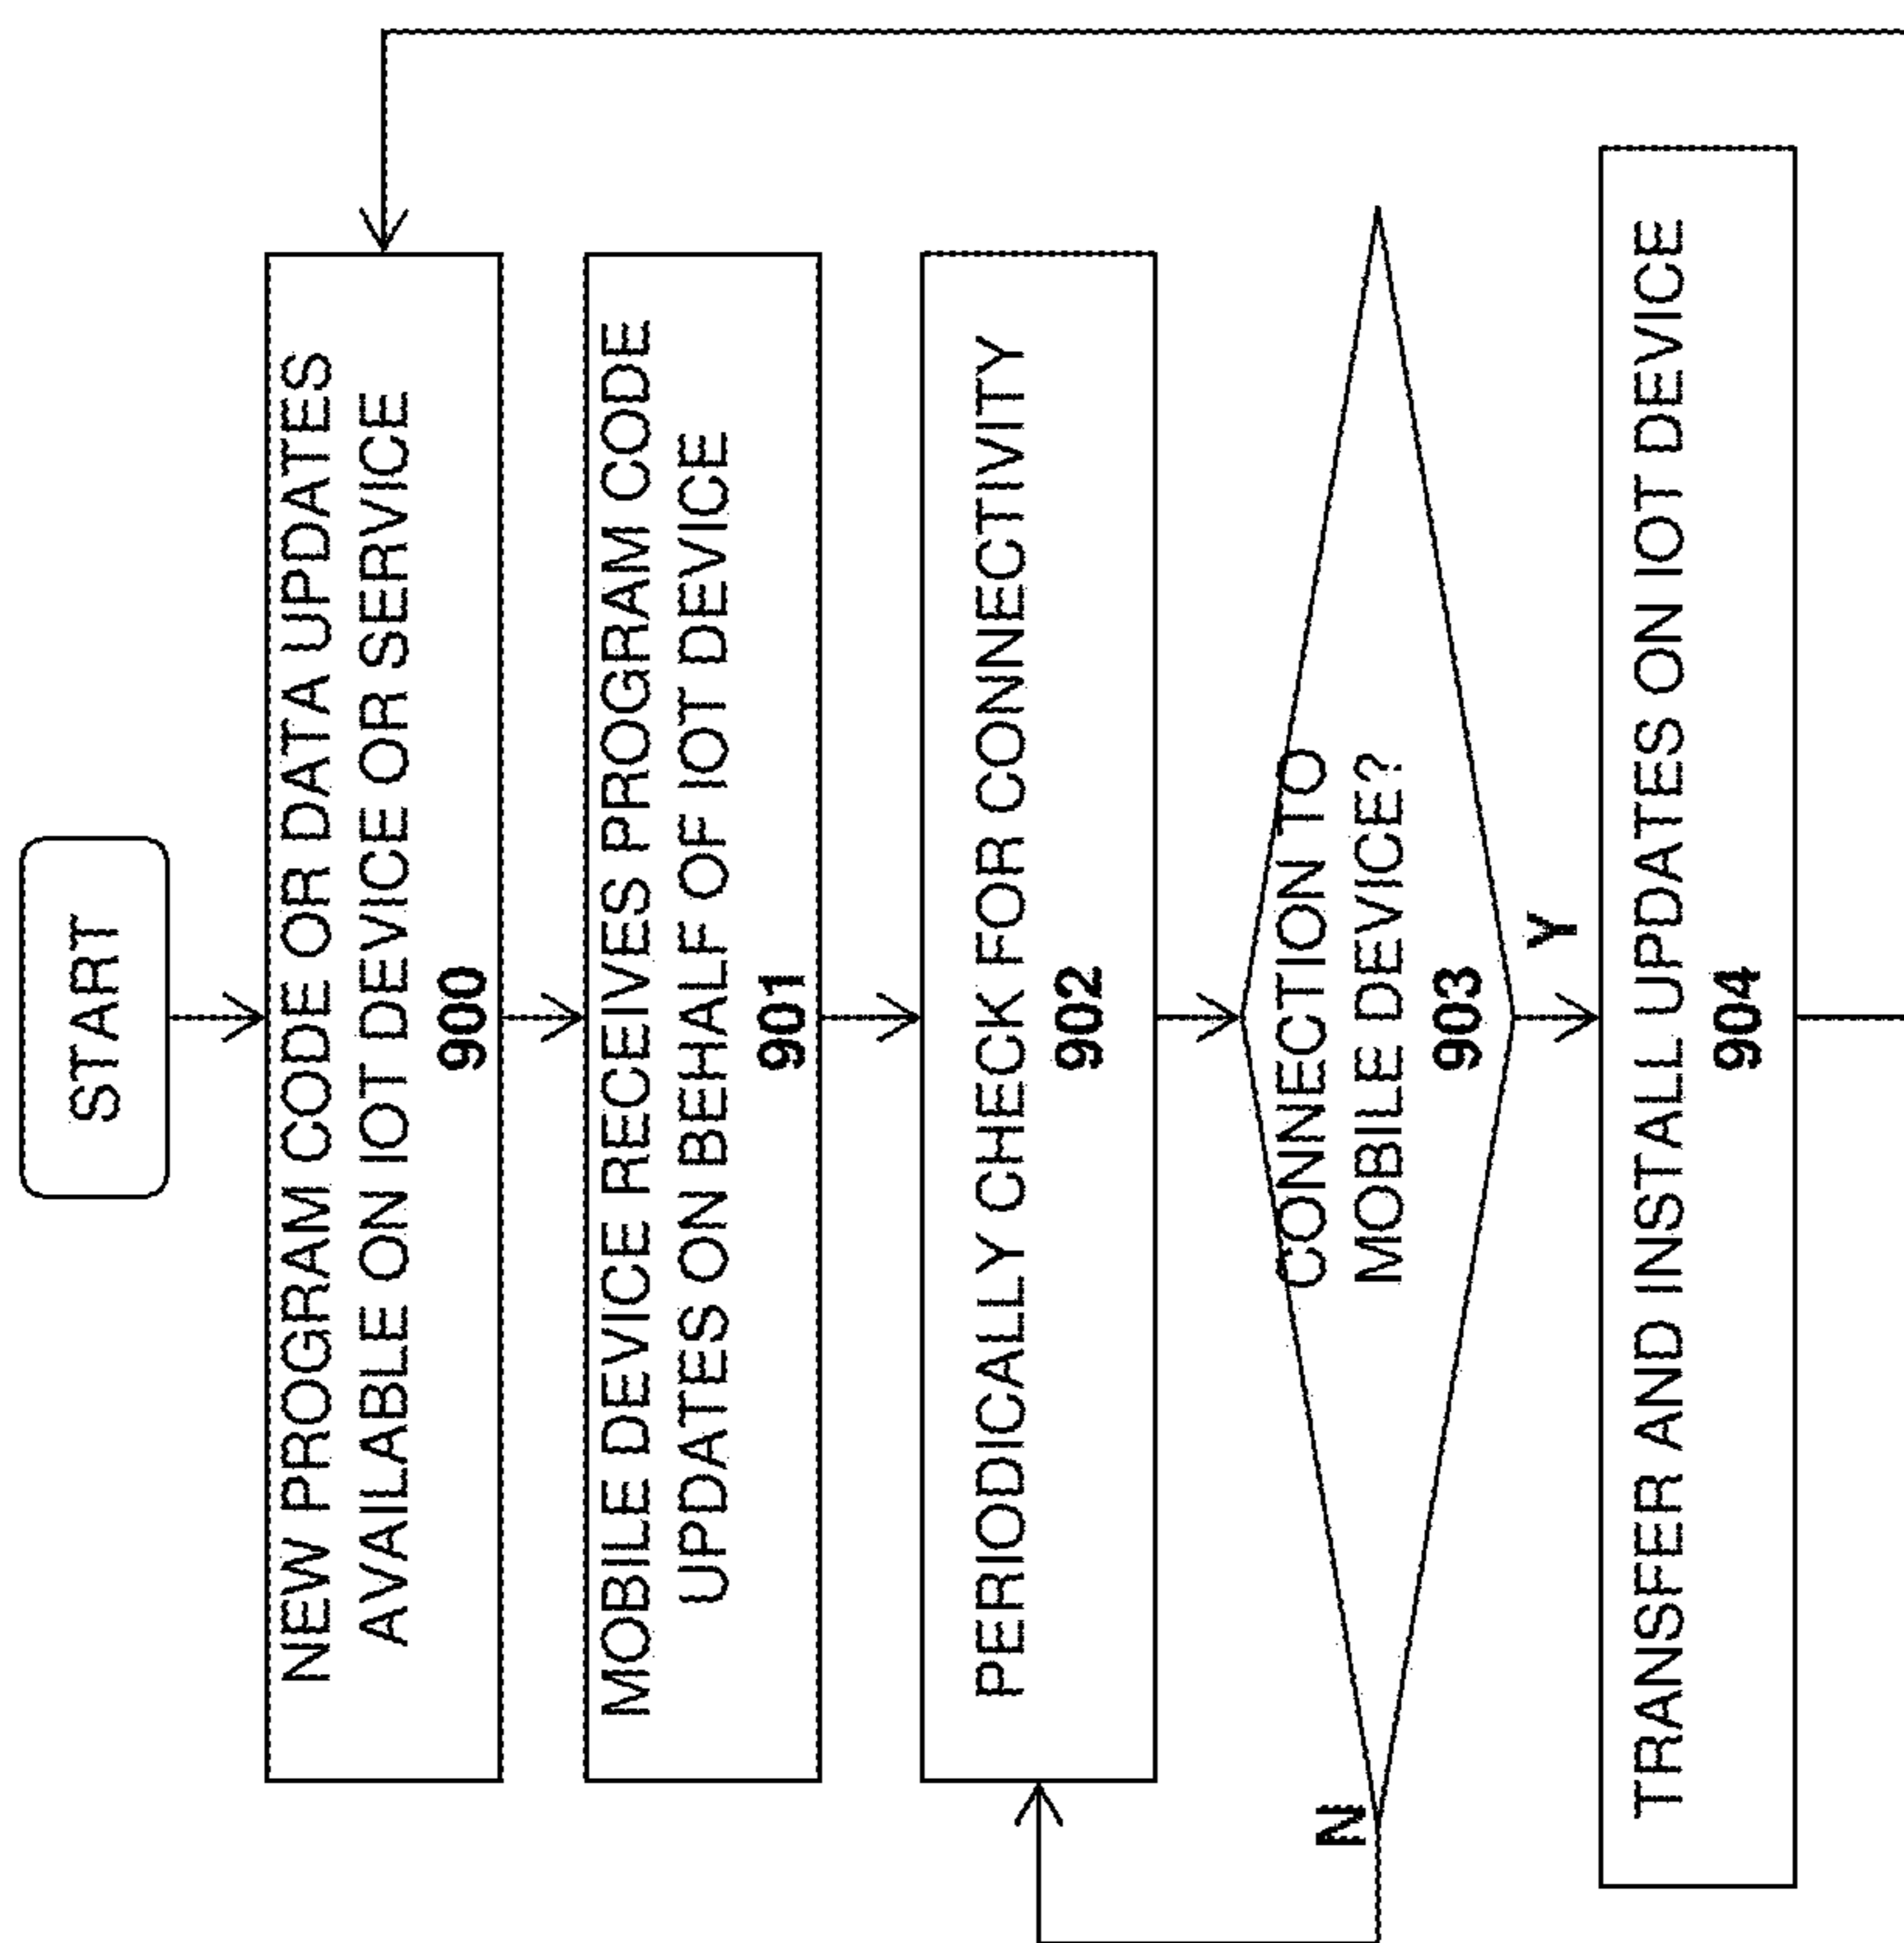 START
NEW PROGRAM CODE OR DATA UPDATES
AVAILABLE ON IOT DEVICE OR SERVICE
900
MOBILE DEVICE RECEIVES PROGRAM CODE
UPDATES ON BEHALF OF IOT DEVICE
901
PERIODICALLY CHECK FOR CONNECTIVITY
902
CONNECTION TO
MOBILE DEVICE?
903
N
Y
TRANSFER AND INSTALL UPDATES ON IOT DEVICE
904